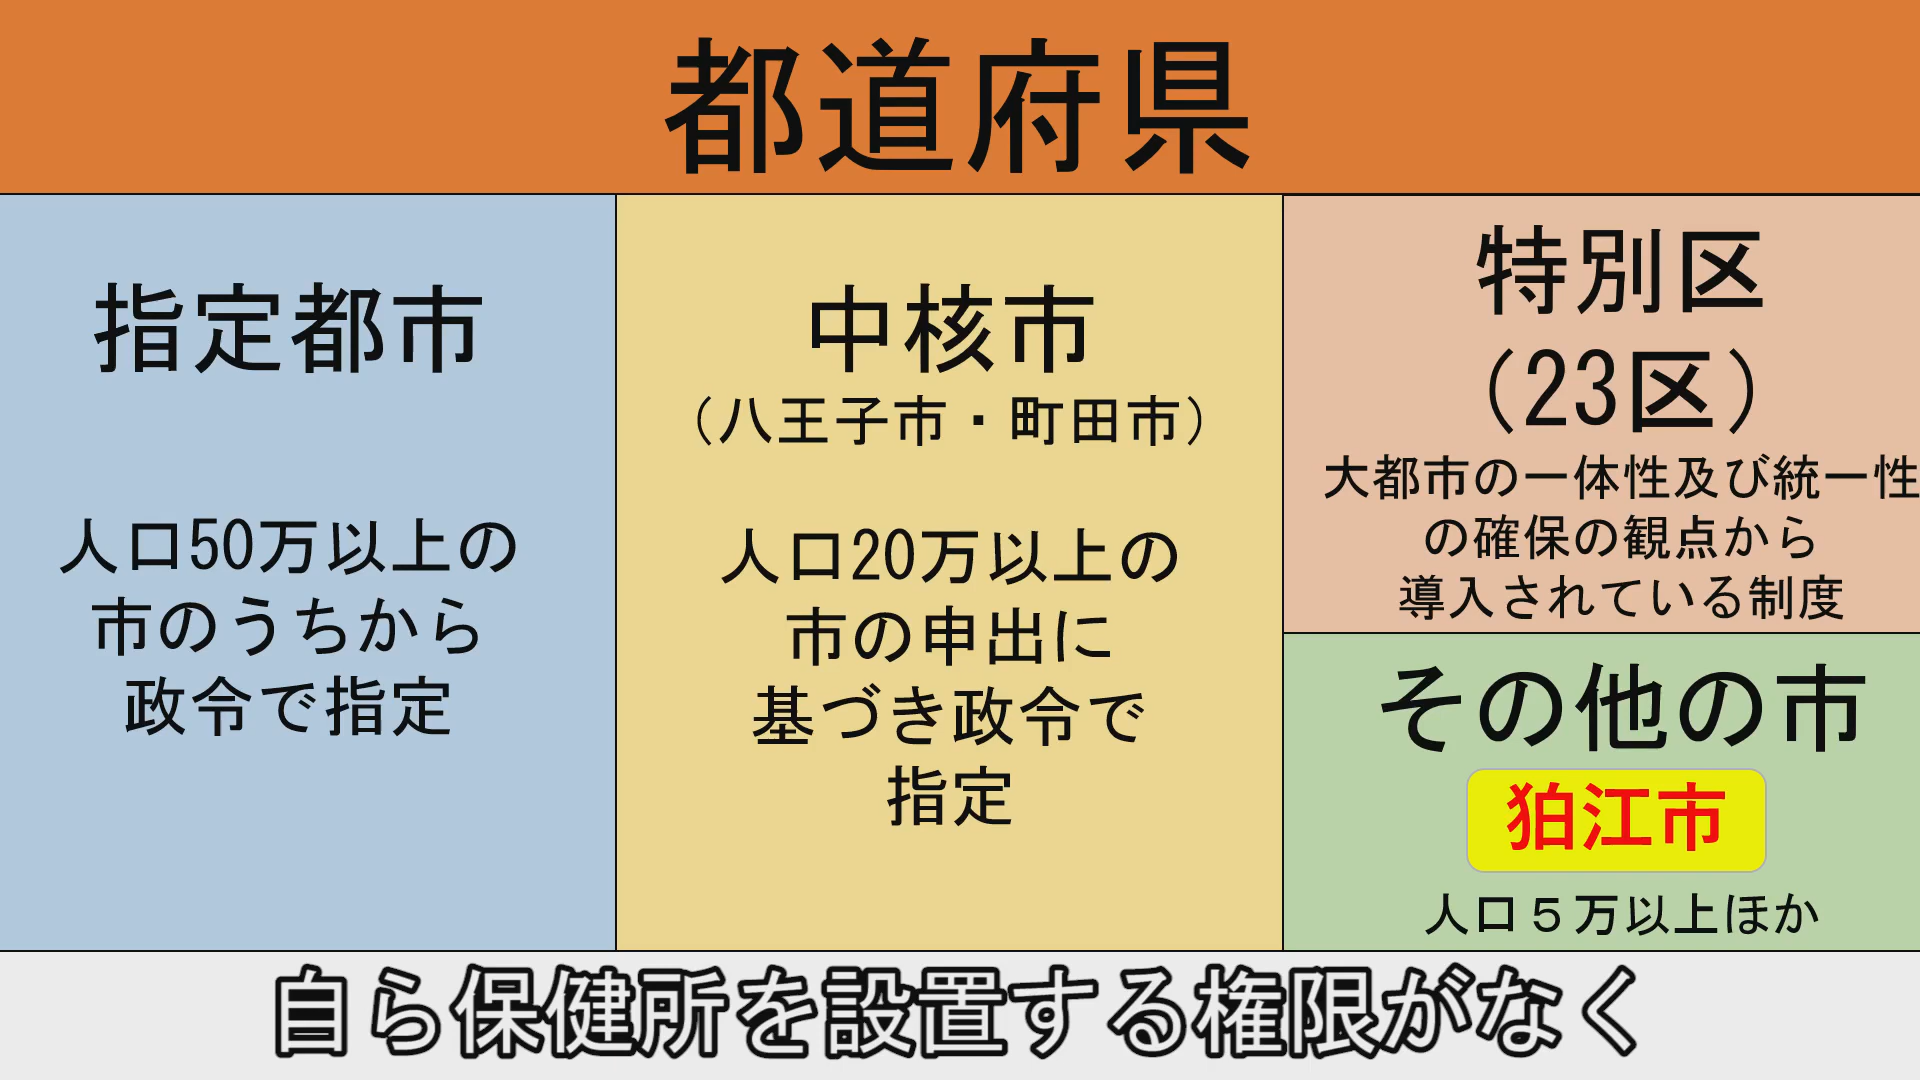 都道府県
指定都市
人口50万以上の
市のうちから
政令で指定
中核市
（八王子市・町田市）
人口20万以上の
市の申出に
基づき政令で
指定
特別区
（23区）
大都市の一体性及び統一性
の確保の観点から
導入されている制度
その他の市
狛江市
人口５万以上ほか
自ら保健所を設置する権限がなく